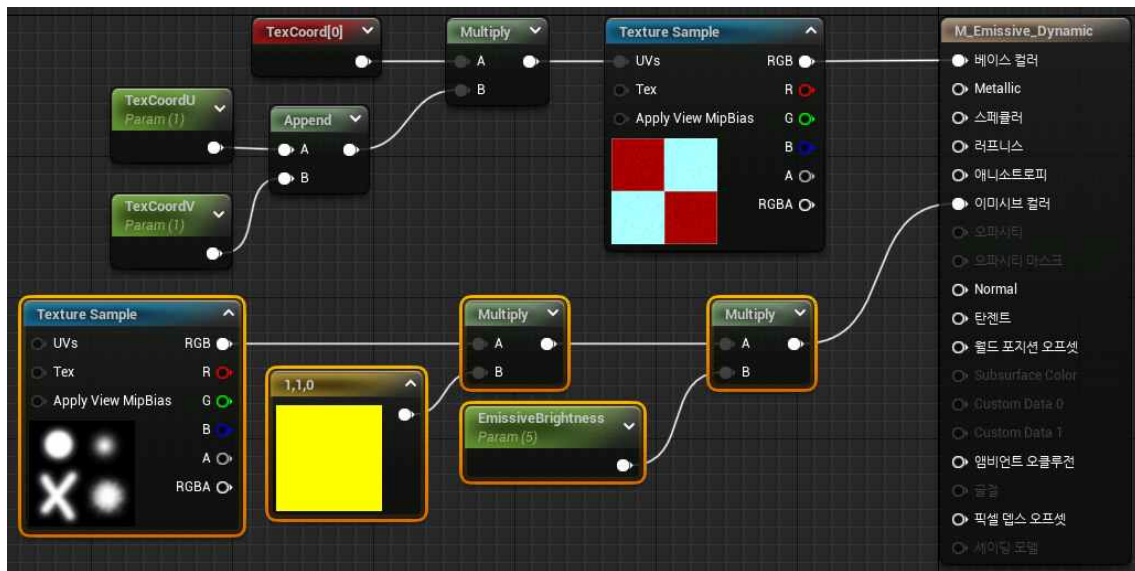 TexCoord[0]
TexCoordU
Param (1)
TexCoordV
Param (1)
Append
A
B
Multiply
A
B
Texture Sample
UVs RGB
Tex R
Apply View MipBias G
B
A
RGBA
M_Emissive_Dynamic
베이스 컬러
Metallic
스페큘러
러프니스
애니소트로피
이미시브 컬러
오파시티
오파시티 마스크
Normal
탄젠트
월드 포지션 오프셋
Subsurface Color
Custom Data 0
Custom Data 1
앰비언트 오클루전
굴절
픽셀 뎁스 오프셋
셰이딩 모델
Texture Sample
UVs RGB
Tex R
Apply View MipBias G
B
A
RGBA
1,1,0
Multiply
A
B
EmissiveBrightness
Param (5)
Multiply
A
B